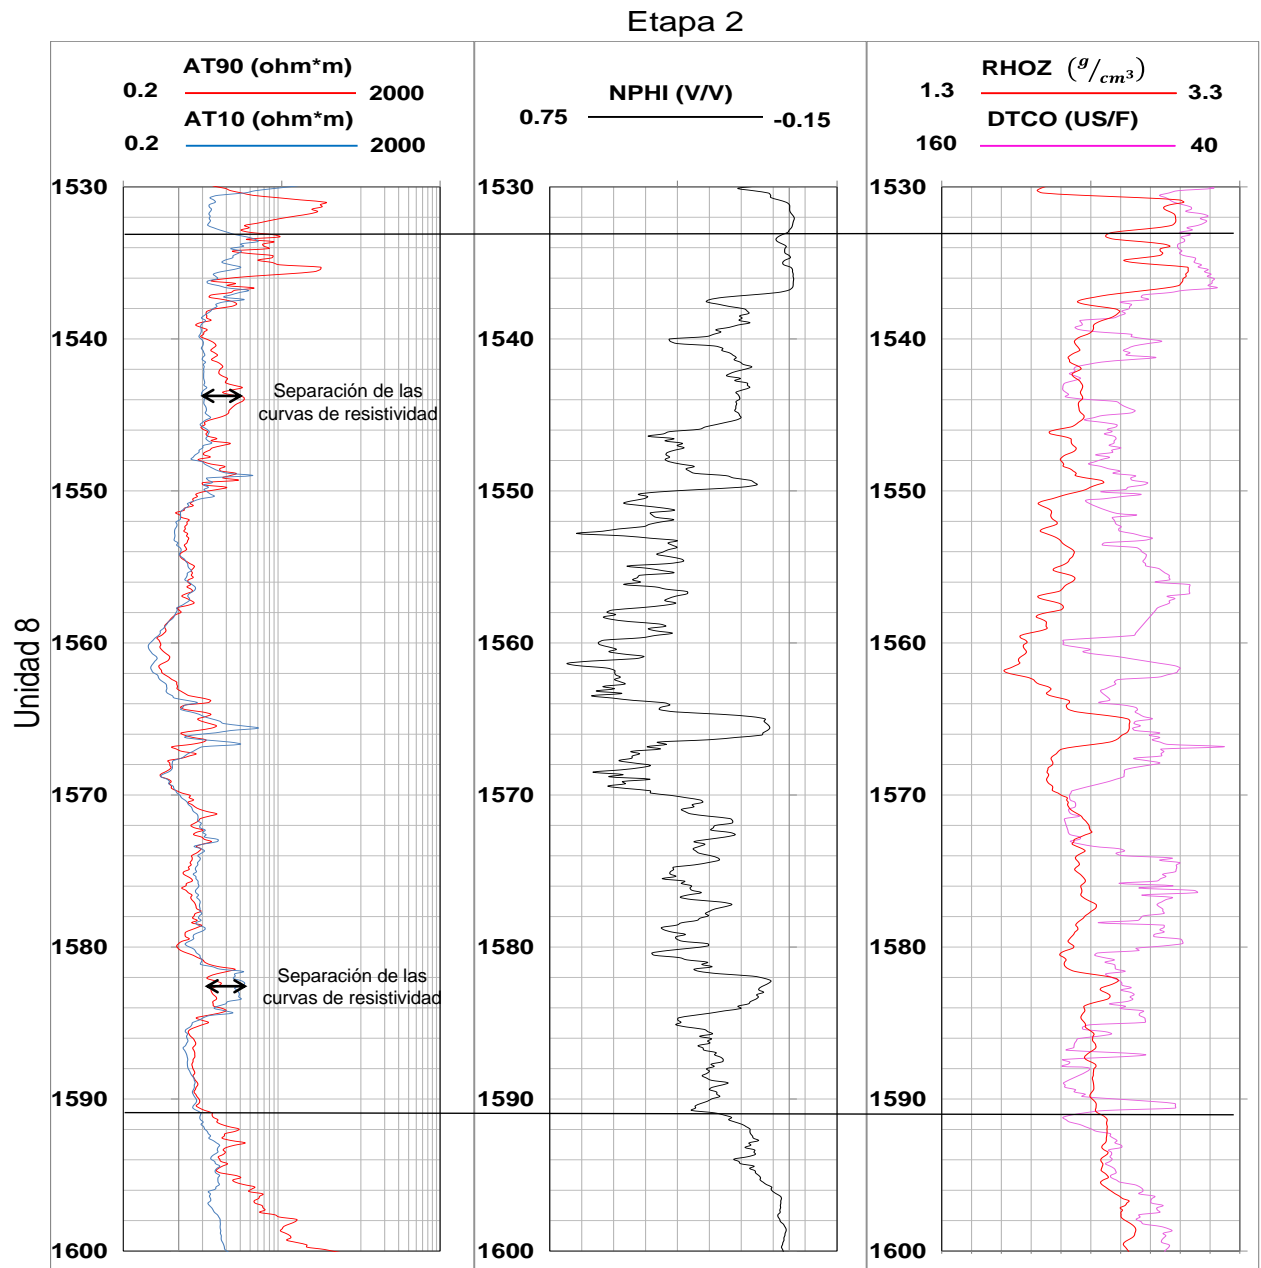 Etapa 2
AT90 (ohm*m)
0.2 2000
AT10 (ohm*m)
0.2 2000
NPHI (V/V)
0.75 -0.15
RHOZ (g/cm³)
1.3 3.3
DTCO (US/F)
160 40
1530 1530 1530
1540 1540 1540
Separación de las
curvas de resistividad
1550 1550 1550
Unidad 8
1560 1560 1560
1570 1570 1570
1580 1580 1580
Separación de las
curvas de resistividad
1590 1590 1590
1600 1600 1600